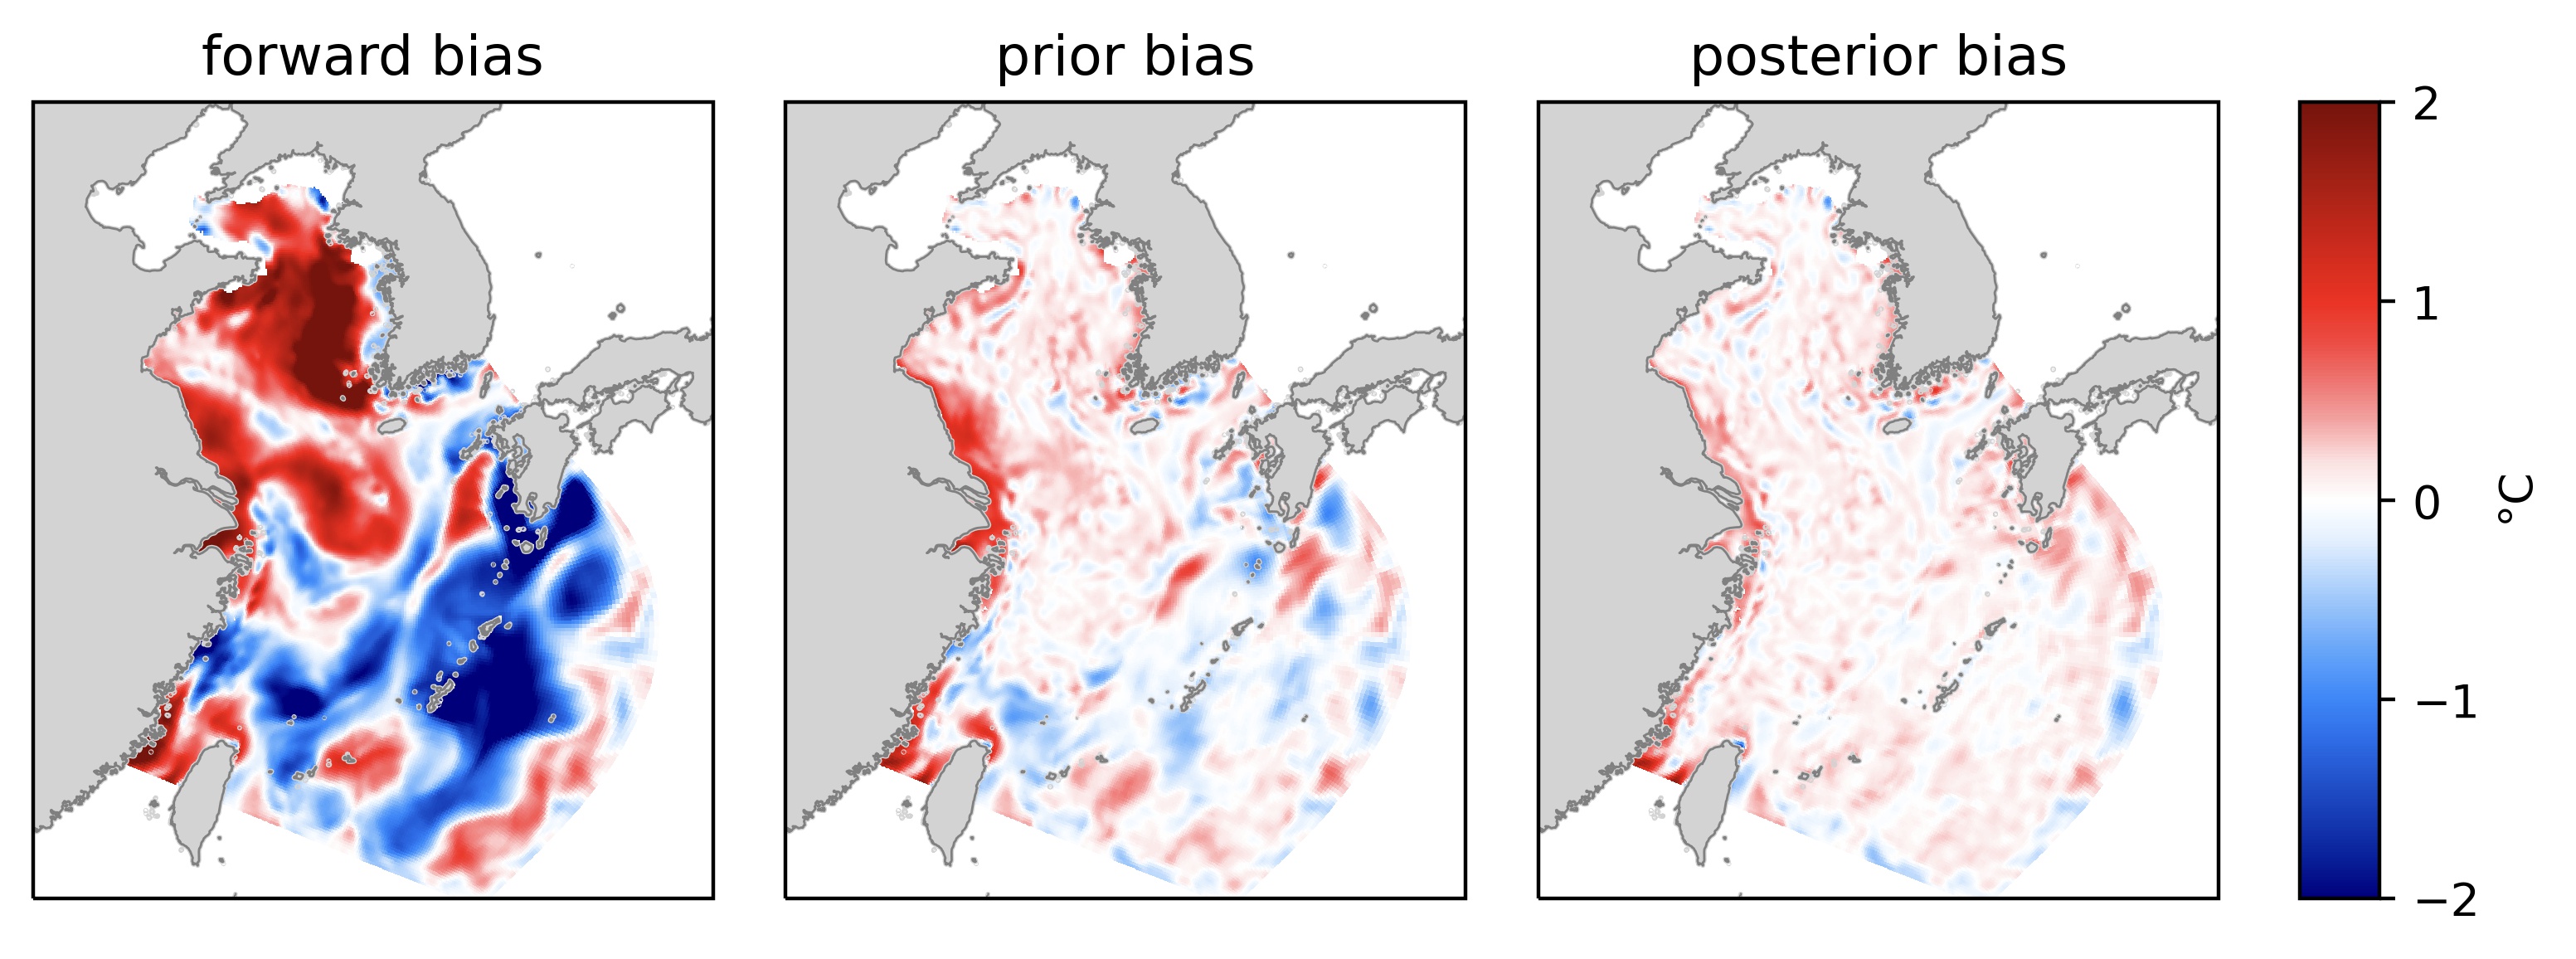 forward bias
prior bias
posterior bias
2
1
0
−1
−2
°C